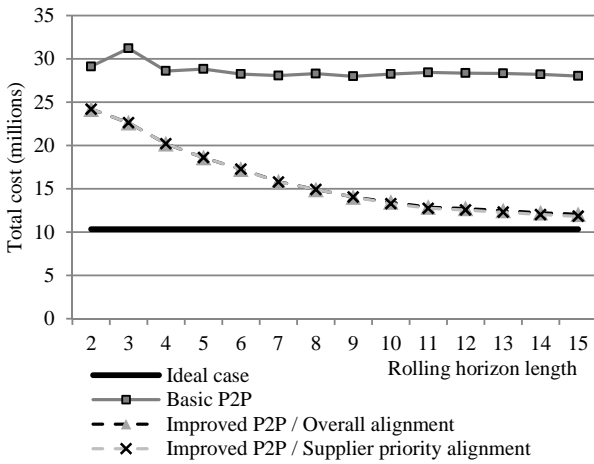 35
30
25
20
15
10
5
0
Total cost (millions)
2 3 4 5 6 7 8 9 10 11 12 13 14 15
Rolling horizon length
Ideal case
Basic P2P
Improved P2P / Overall alignment
Improved P2P / Supplier priority alignment